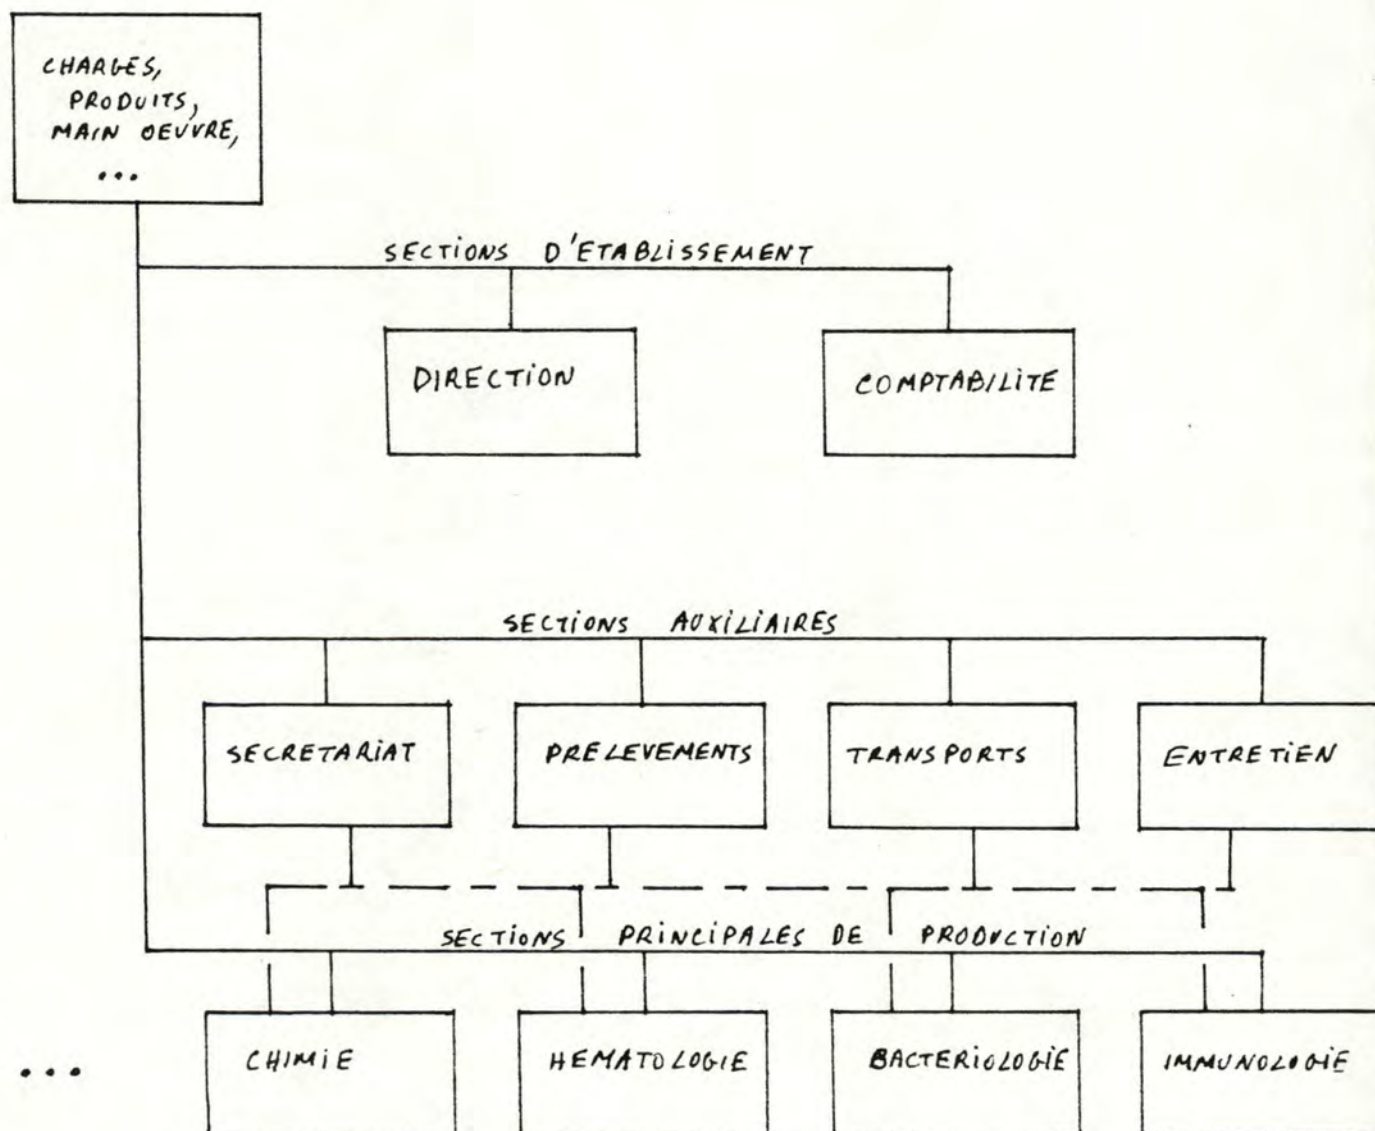 CHARGES,
PRODUITS,
MAIN OEUVRE,
...
SECTIONS D'ETABLISSEMENT
DIRECTION
COMPTABILITE
SECTIONS AUXILIAIRES
SECRETARIAT
PRELEVEMENTS
TRANSPORTS
ENTRETIEN
SECTIONS PRINCIPALES DE PRODUCTION
...
CHIMIE
HEMATOLOGIE
BACTERIOLOGIE
IMMUNOLOGIE